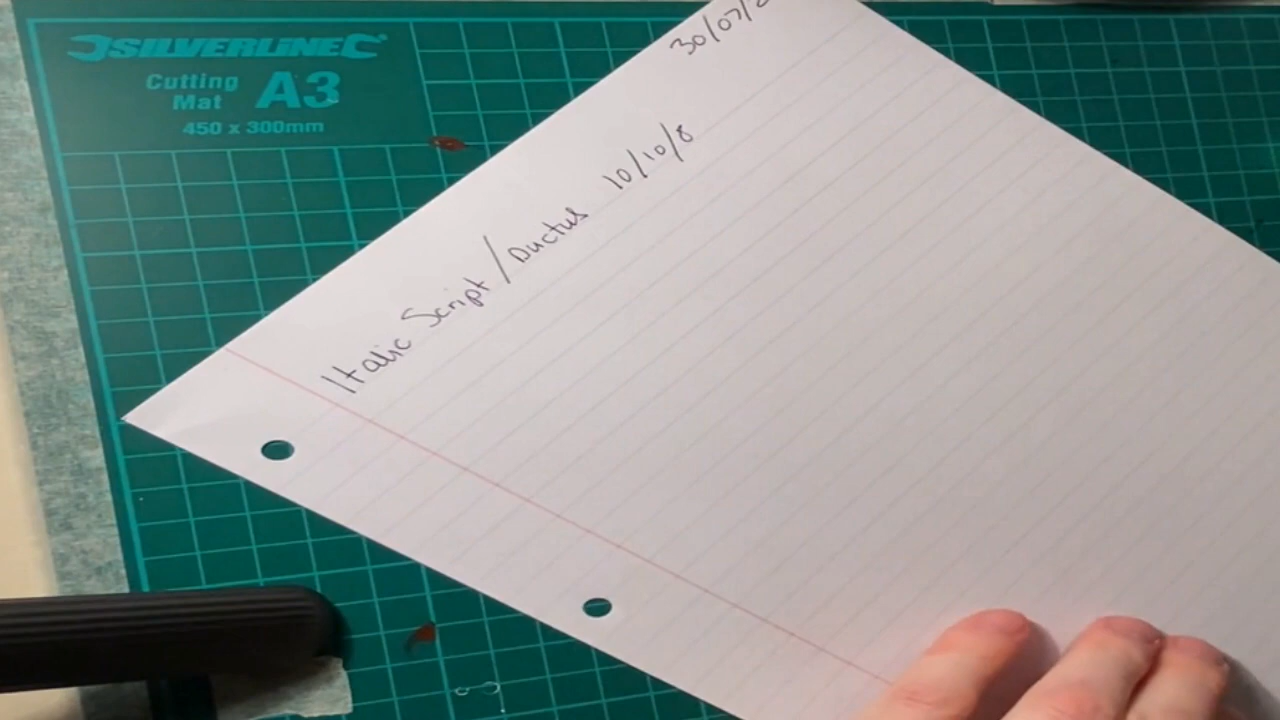 SILVERLINE
Cutting
Mat A3
450 x 300mm
Italic Script/Ductus 10/10/8